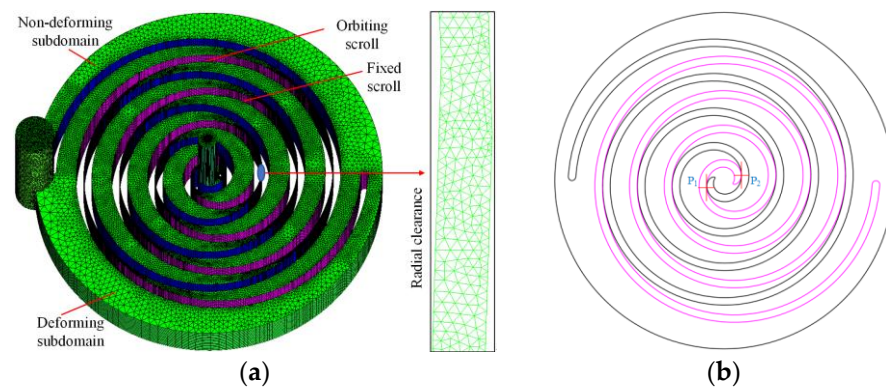 Non-deforming
subdomain
Orbiting
scroll
Fixed
scroll
Deforming
subdomain
Radial clearance
(a)
P1
P2
(b)